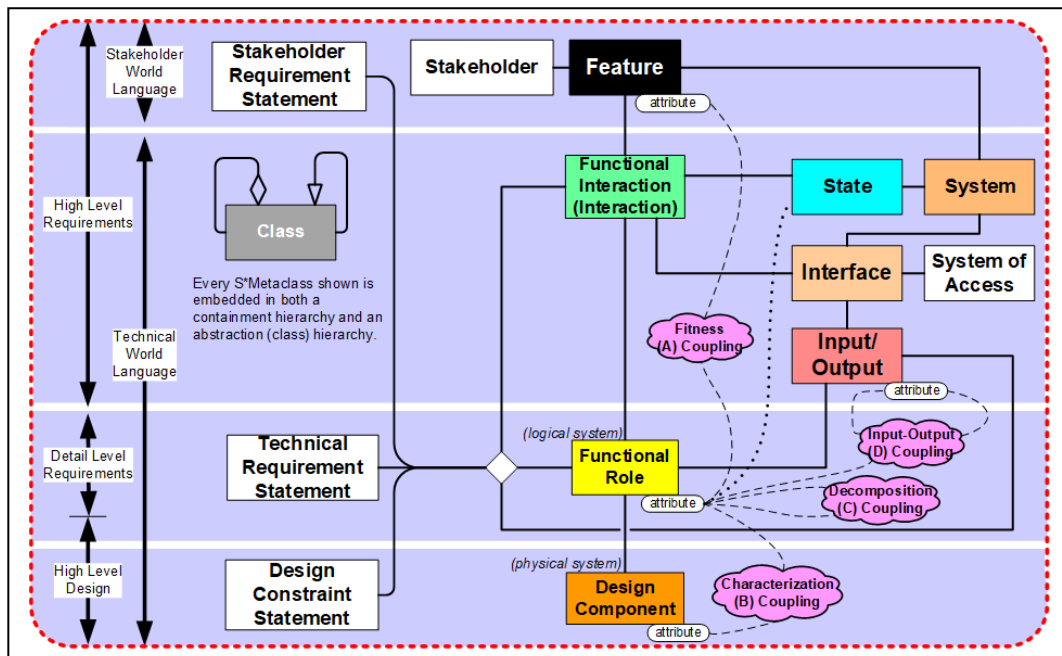 Stakeholder
World
Language
Stakeholder
Requirement
Statement
Stakeholder
Feature
attribute
High Level
Requirements
Class
Every S*Metaclass shown is
embedded in both a
containment hierarchy and an
abstraction (class) hierarchy.
Functional
Interaction
(Interaction)
State
System
Interface
System of
Access
Technical
World
Language
Fitness
(A) Coupling
Input/
Output
attribute
Detail Level
Requirements
Technical
Requirement
Statement
(logical system)
Functional
Role
attribute
Input-Output
(D) Coupling
Decomposition
(C) Coupling
High Level
Design
Design
Constraint
Statement
(physical system)
Design
Component
attribute
Characterization
(B) Coupling